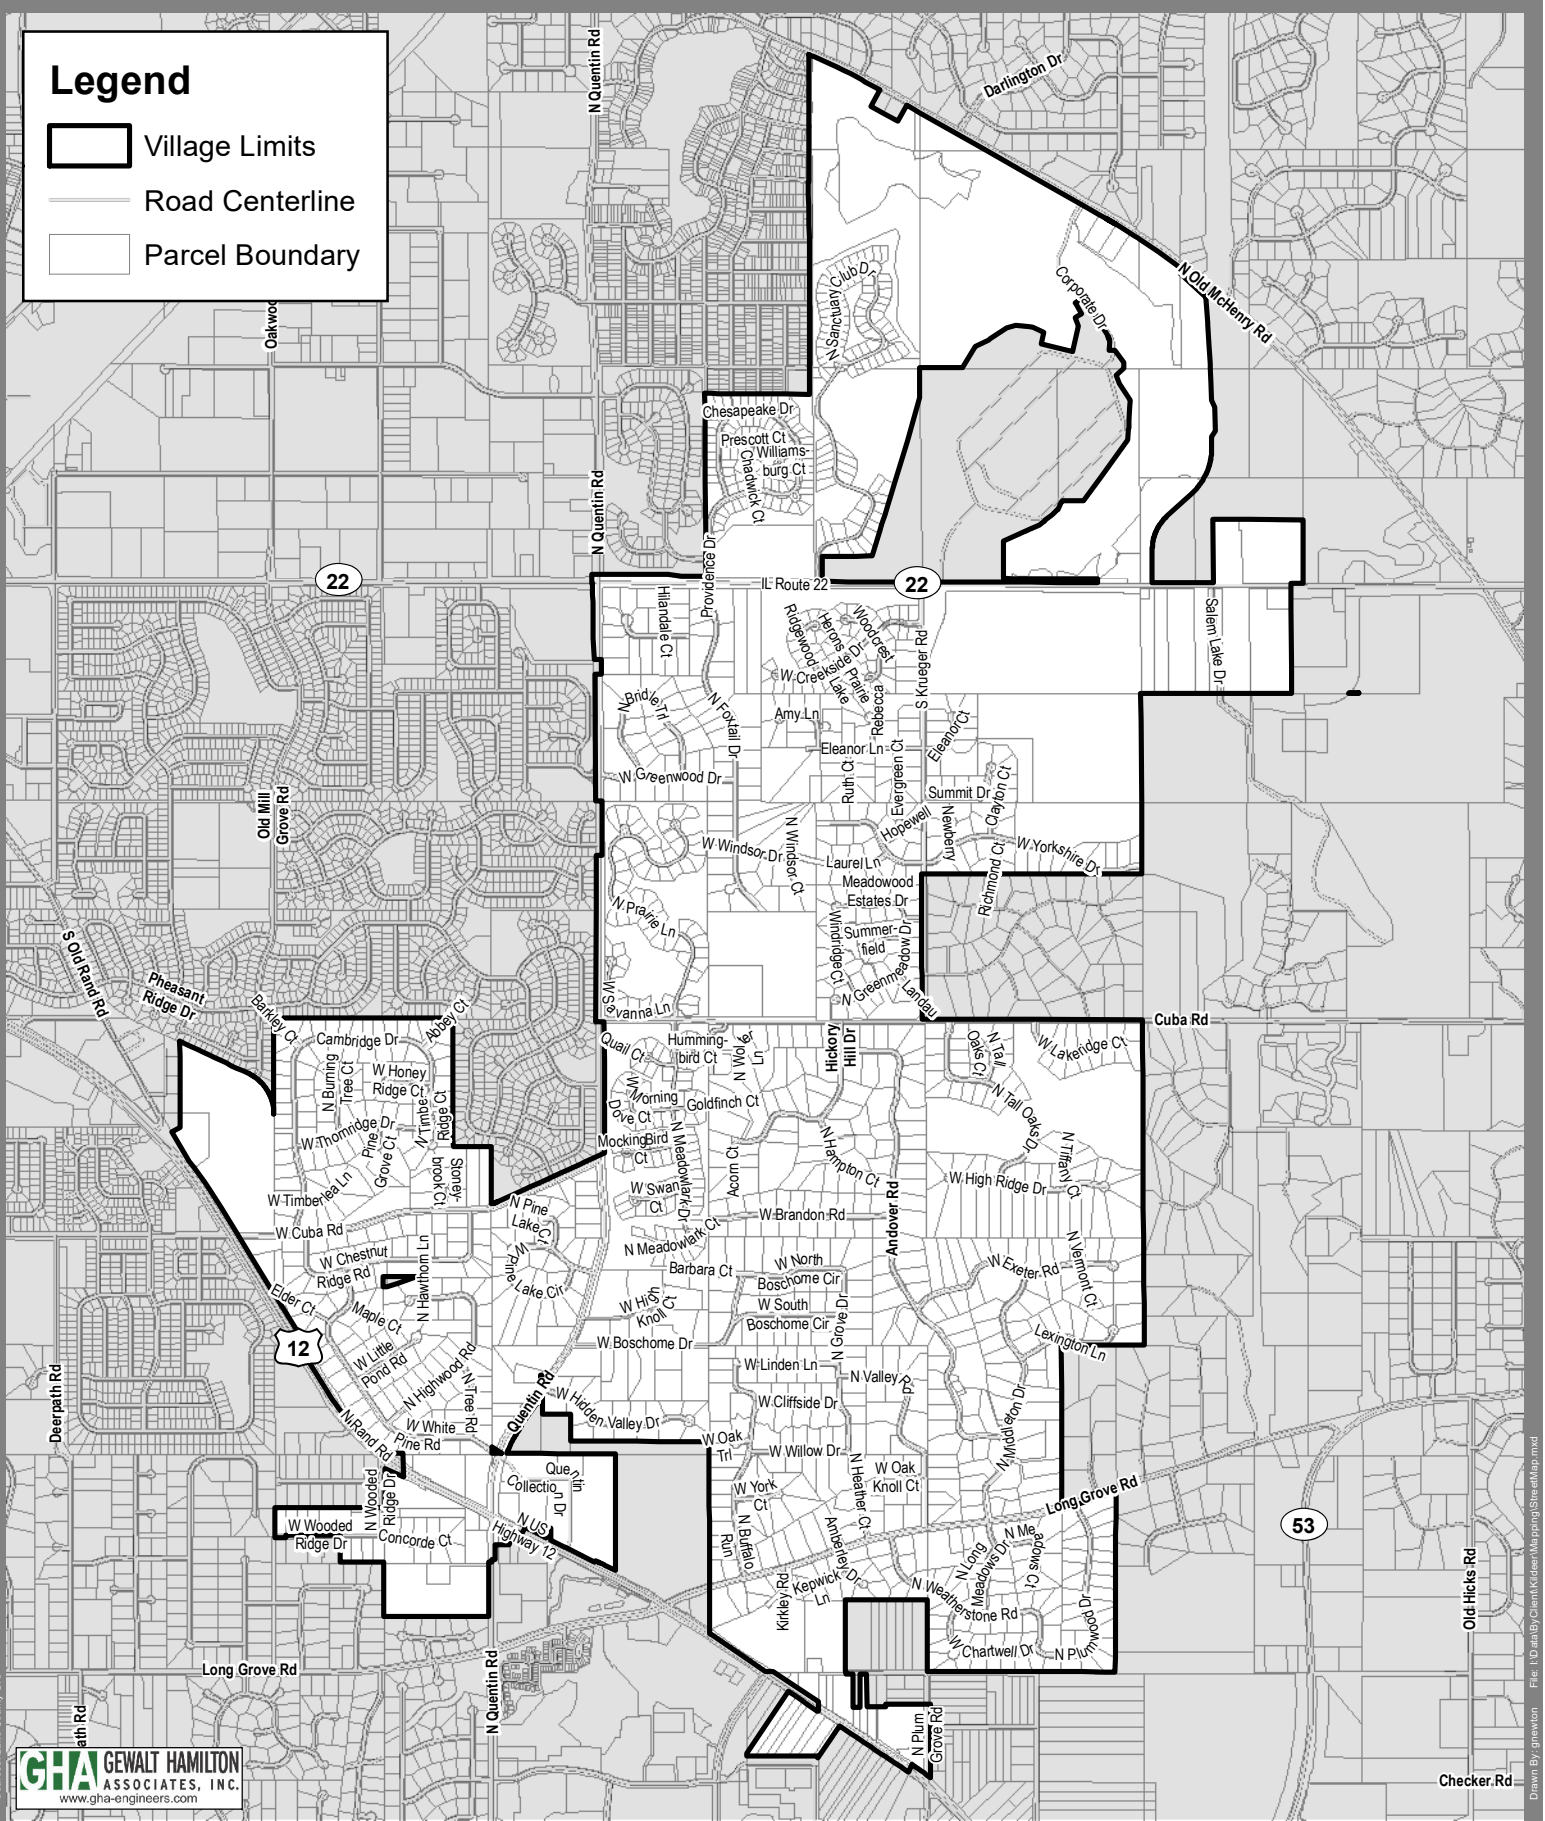 Legend
Village Limits
Road Centerline
Parcel Boundary
N Quentin Rd
Darlington Dr
Oakwoo
N Old McHenry Rd
Corporate Dr
N Sanctuary Club Dr
Chesapeake Dr
Prescott Ct
Williams-
burg Ct
Chadwick Ct
N Quentin Rd
Providence Dr
22
IL Route 22
22
Hilandale Ct
Ridgewood
Herons
Woodcrest
W Creekside Dr
Prairie
Lake
Rebecca
S Krueger Rd
Salem Lake Dr
N Bridle Trl
N Foxtail Dr
Amy Ln
Eleanor Ct
Eleanor Ln
W Greenwood Dr
Ruth Ct
Evergreen Ct
Summit Dr
Clayton Ct
Old Mill
Grove Rd
N Windsor Ct
Hopewell
Newberry
W Windsor Dr
Laurel Ln
W Yorkshire Dr
Richmond Ct
Meadowood
Estates Dr
N Prairie Ln
Windridge Ct
Summer-
field
N Greenmeadow Dr
Landau
S Old Rand Rd
Pheasant
Ridge Dr
W Savanna Ln
Barkley Ct
Abbey Ct
Cuba Rd
Cambridge Dr
Quail Ct
Humming-
bird Ct
N Wolter
Ln
Hickory
Hill Dr
N Tall
Oaks Ct
W Lakeridge Ct
N Burning
Tree Ct
W Honey
Ridge Ct
N Timber
Ridge Ct
W Morning
Dove Ct
Goldfinch Ct
N Tall Oaks Dr
W Thornridge Dr
Pine
Grove Ct
MockingBird
Ct
N Meadowlark Dr
N Hampton Ct
N Tiffany Ct
Stoney-
brook Ct
Acorn Ct
W High Ridge Dr
W Timberlea Ln
W Swan
Ct
N Pine
Lake Ct
W Brandon Rd
Andover Rd
W Cuba Rd
N Meadowlark Ct
W Chestnut
Ridge Rd
N Hawthorn Ln
W Pine
Lake Cir
Barbara Ct
W North
Boschome Cir
W Exeter Rd
N Vermont Ct
Elder Ct
Maple Ct
W High
Knoll Ct
W South
Boschome Cir
12
W Little
Pond Rd
W Boschome Dr
N Grove Dr
Lexington Ln
Deerpath Rd
N Highwood Rd
N Tree Rd
Quentin Rd
W Linden Ln
N Valley Rd
W Hidden Valley Dr
W Cliffside Dr
N Middleton Dr
N Rand Rd
W White
Pine Rd
W Oak
Trl
W Willow Dr
N Heather Ct
W Oak
Knoll Ct
N Wooded
Ridge Dr
Quentin
Collection Dr
W York
Ct
Long Grove Rd
W Wooded
Ridge Dr
Concorde Ct
N US
Highway 12
N Buffalo
Run
Amberley Dr
N Long
Meadows Dr
N Meadows Ct
53
Kirkley Rd
Kepwick
Ln
N Weatherstone Rd
W Chartwell Dr
N Plumwood Dr
Old Hicks Rd
Long Grove Rd
N Quentin Rd
ath Rd
N Plum
Grove Rd
Checker Rd
GHA GEWALT HAMILTON
ASSOCIATES, INC.
www.gha-engineers.com
Drawn By: gnewton File: I:\Data\ByClient\Kildeer\Mapping\StreetMap.mxd